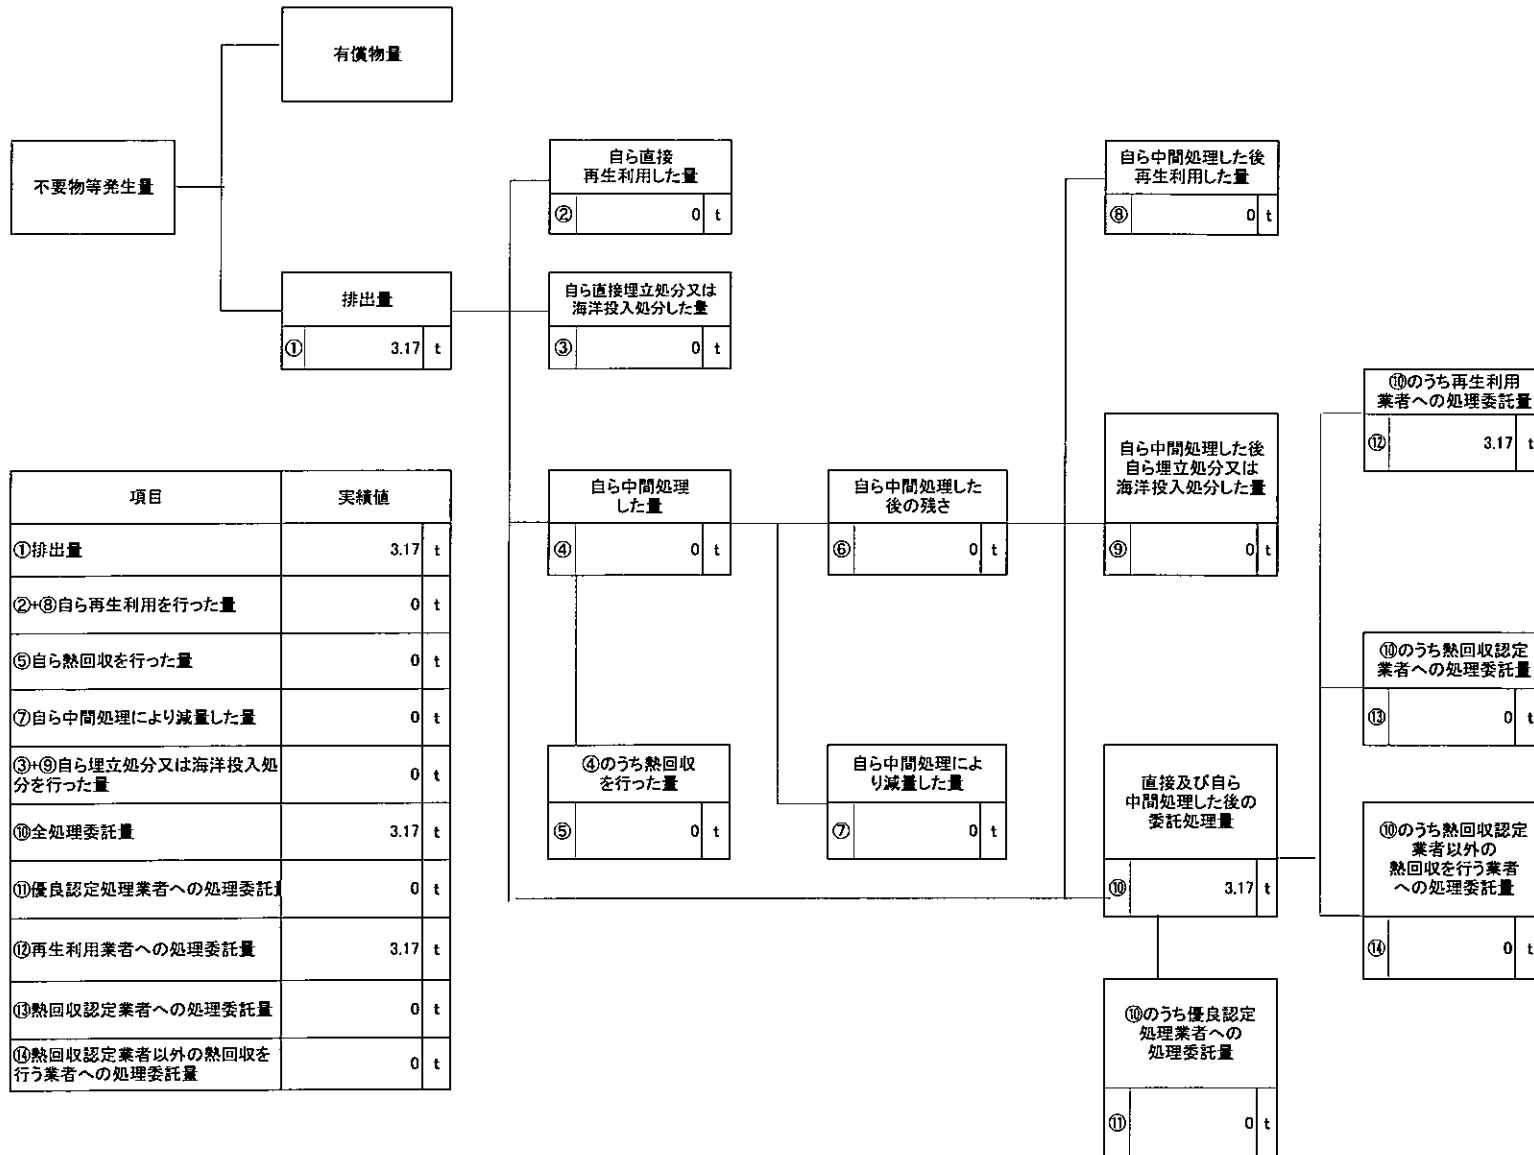 有償物量
不要物等発生量
排出量
① 3.17 t
自ら直接
再生利用した量
② 0 t
自ら直接埋立処分又は
海洋投入処分した量
③ 0 t
自ら中間処理
した量
④ 0 t
④のうち熱回収
を行った量
⑤ 0 t
自ら中間処理した
後の残さ
⑥ 0 t
自ら中間処理によ
り減量した量
⑦ 0 t
自ら中間処理した後
再生利用した量
⑧ 0 t
自ら中間処理した後
自ら埋立処分又は
海洋投入処分した量
⑨ 0 t
直接及び自ら
中間処理した後の
委託処理量
⑩ 3.17 t
⑩のうち優良認定
処理業者への
処理委託量
⑪ 0 t
⑩のうち再生利用
業者への処理委託量
⑫ 3.17 t
⑩のうち熱回収認定
業者への処理委託量
⑬ 0 t
⑩のうち熱回収認定
業者以外の
熱回収を行う業者
への処理委託量
⑭ 0 t
項目 実績値
①排出量 3.17 t
②+⑧自ら再生利用を行った量 0 t
⑤自ら熱回収を行った量 0 t
⑦自ら中間処理により減量した量 0 t
③+⑨自ら埋立処分又は海洋投入処
分を行った量 0 t
⑩全処理委託量 3.17 t
⑪優良認定処理業者への処理委託 0 t
⑫再生利用業者への処理委託量 3.17 t
⑬熱回収認定業者への処理委託量 0 t
⑭熱回収認定業者以外の熱回収を
行う業者への処理委託量 0 t